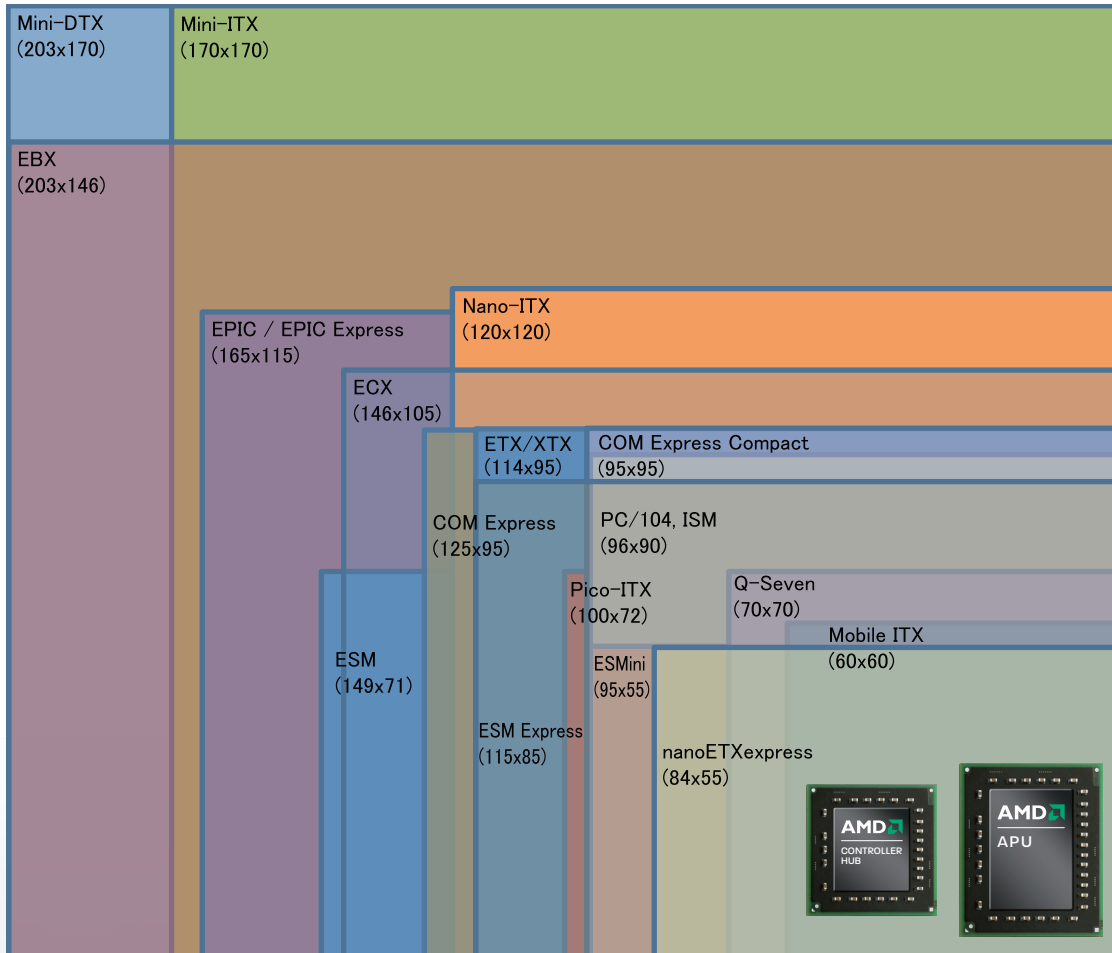 Mini-DTX
(203x170)
Mini-ITX
(170x170)
EBX
(203x146)
Nano-ITX
(120x120)
EPIC / EPIC Express
(165x115)
ECX
(146x105)
ETX/XTX
(114x95)
COM Express Compact
(95x95)
COM Express
(125x95)
PC/104, ISM
(96x90)
Pico-ITX
(100x72)
Q-Seven
(70x70)
Mobile ITX
(60x60)
ESM
(149x71)
ESMini
(95x55)
ESM Express
(115x85)
nanoETXexpress
(84x55)
AMD
CONTROLLER
HUB
AMD
APU